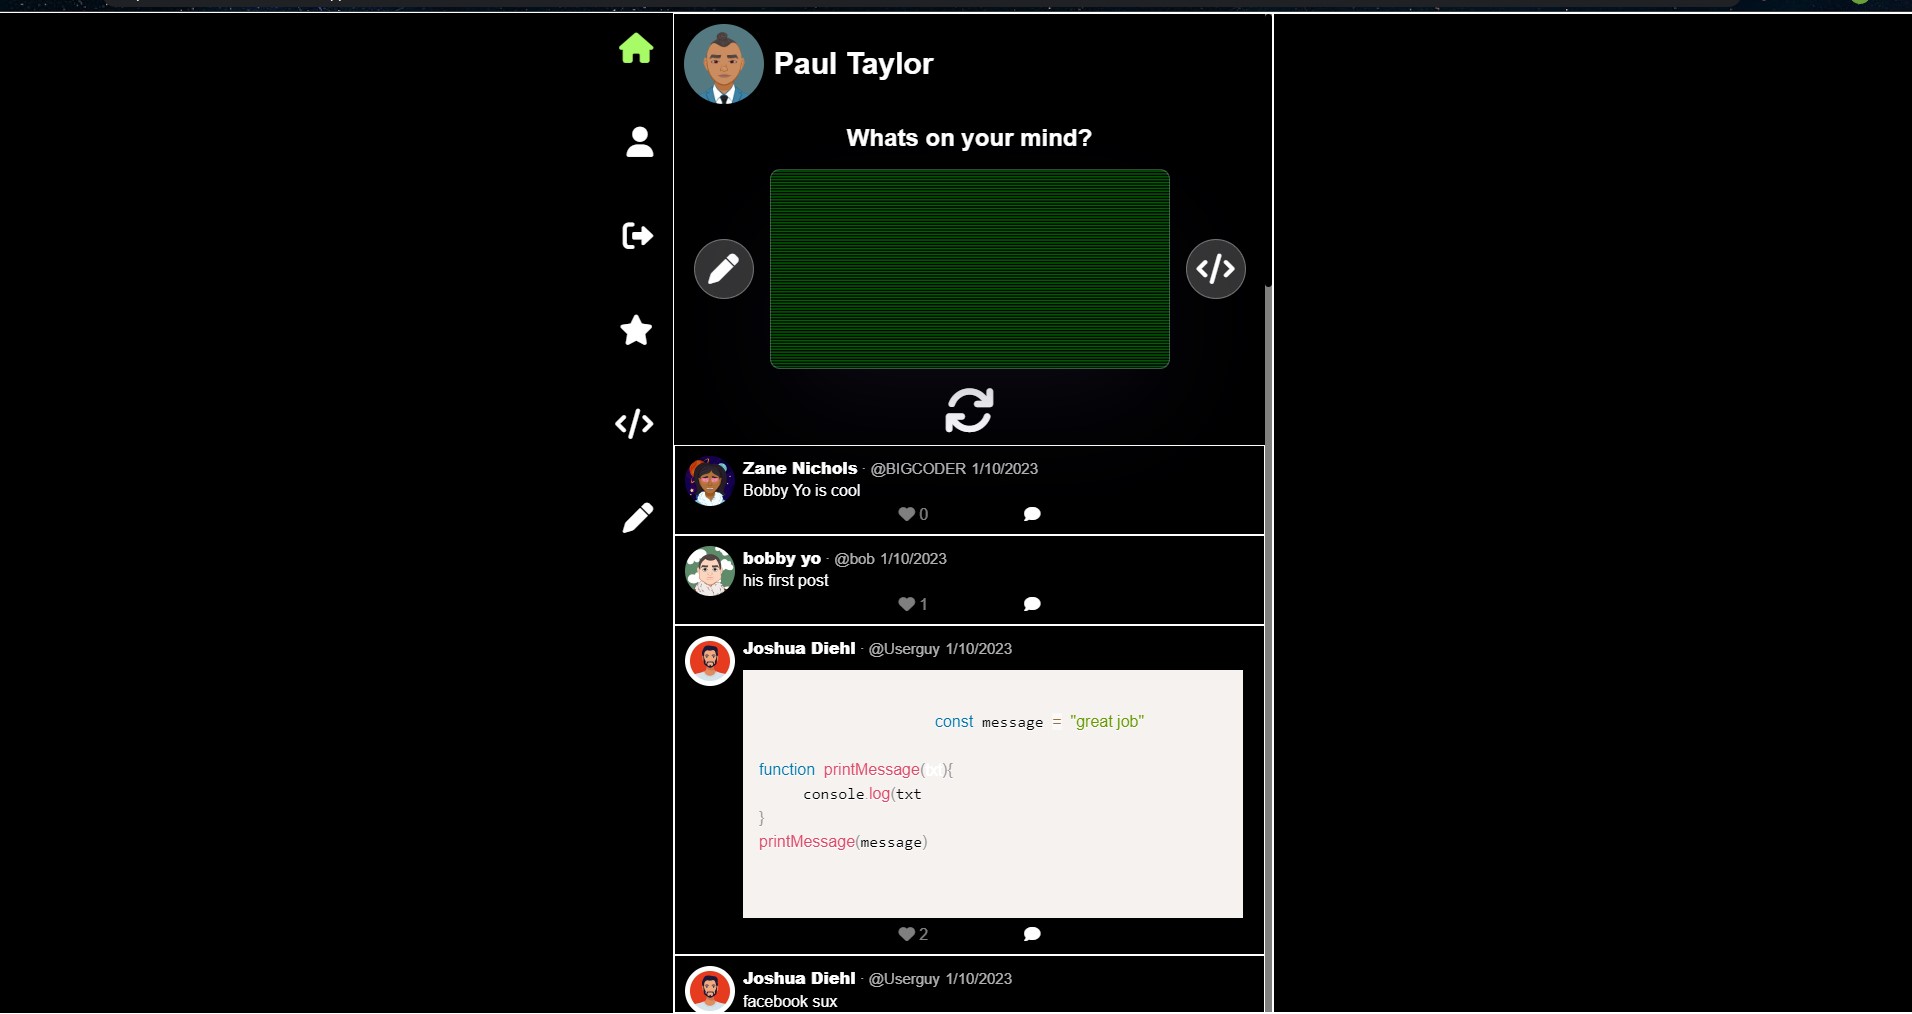 Paul Taylor
Whats on your mind?
Zane Nichols · @BIGCODER 1/10/2023
Bobby Yo is cool
0
bobby yo · @bob 1/10/2023
his first post
1
Joshua Diehl · @Userguy 1/10/2023
const message = "great job"
function printMessage(txt){
console.log(txt
}
printMessage(message)
2
Joshua Diehl · @Userguy 1/10/2023
facebook sux